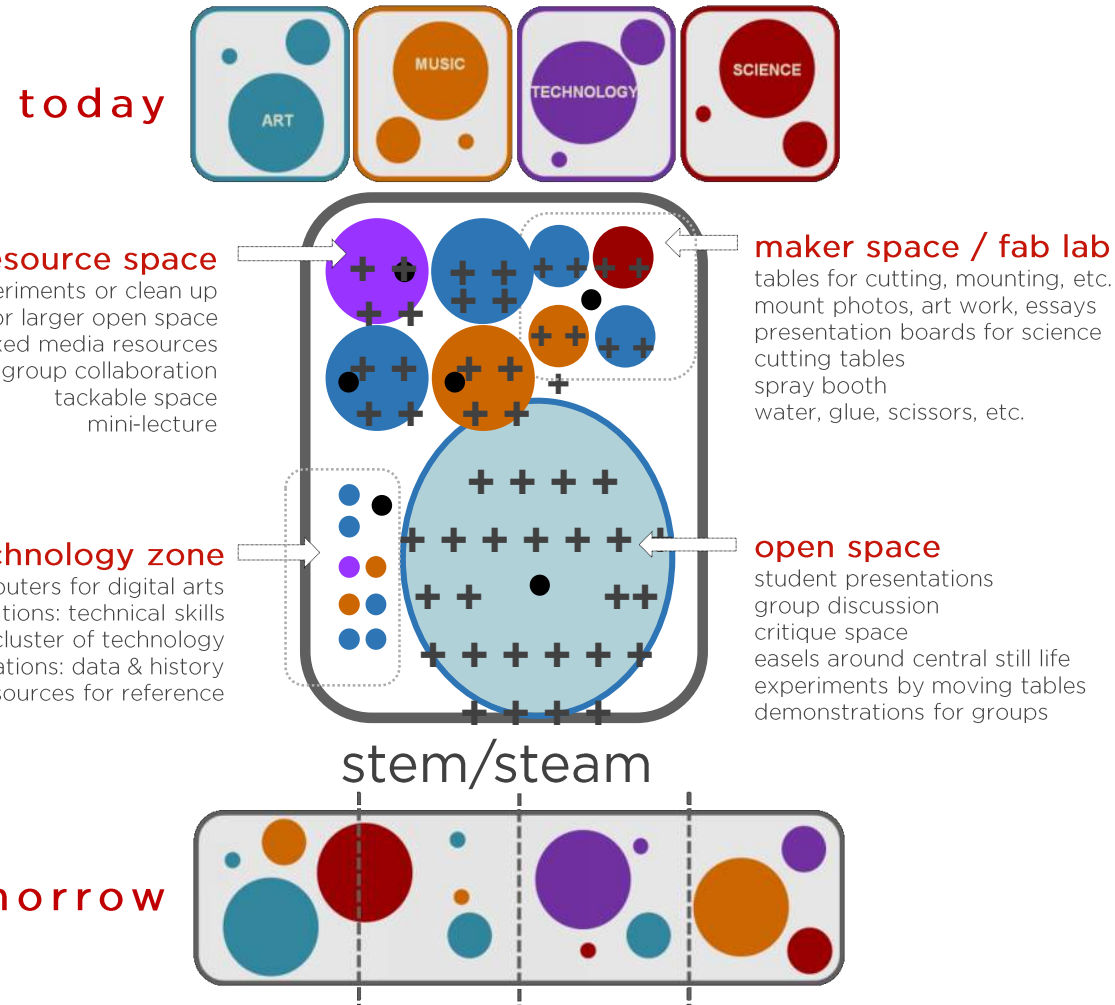 today
ART
MUSIC
TECHNOLOGY
SCIENCE
esource space
eriments or clean up
or larger open space
xed media resources
group collaboration
tackable space
mini-lecture
maker space / fab lab
tables for cutting, mounting, etc.
mount photos, art work, essays
presentation boards for science
cutting tables
spray booth
water, glue, scissors, etc.
chnology zone
outers for digital arts
tions: technical skills
cluster of technology
ations: data & history
sources for reference
open space
student presentations
group discussion
critique space
easels around central still life
experiments by moving tables
demonstrations for groups
stem/steam
morrow